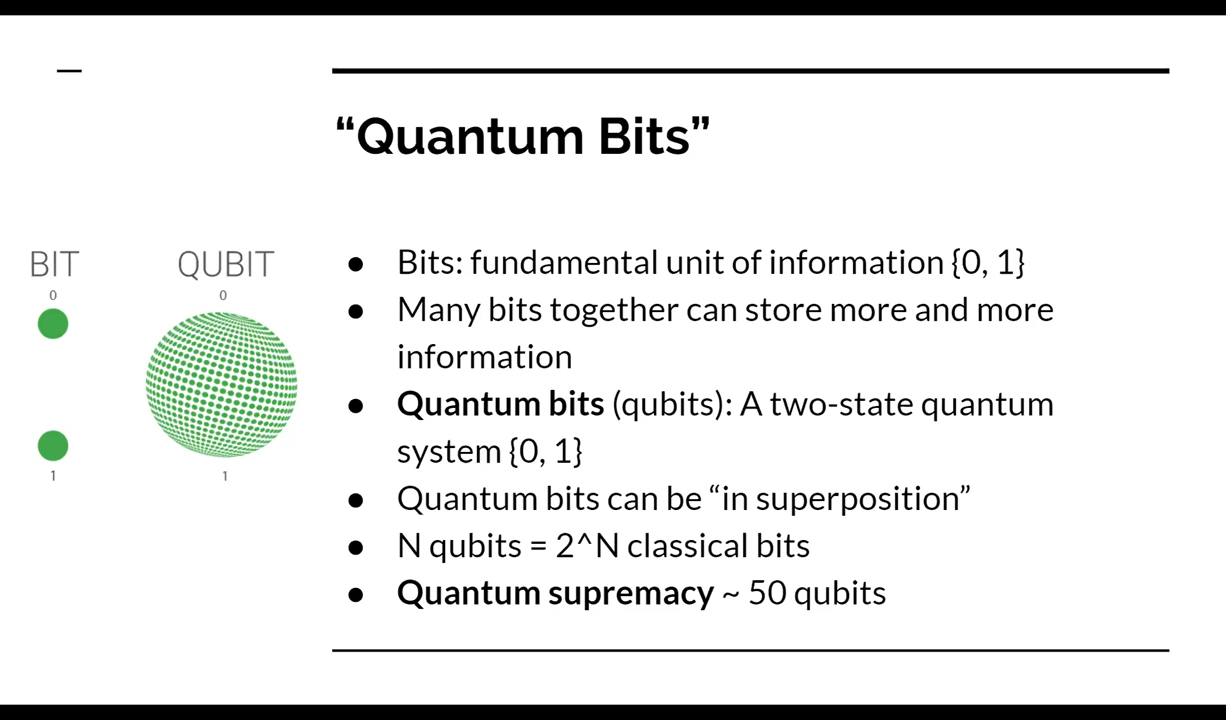 “Quantum Bits”
BIT
0
1
QUBIT
0
1
● Bits: fundamental unit of information {0, 1}
● Many bits together can store more and more
information
● Quantum bits (qubits): A two-state quantum
system {0, 1}
● Quantum bits can be “in superposition”
● N qubits = 2^N classical bits
● Quantum supremacy ~ 50 qubits